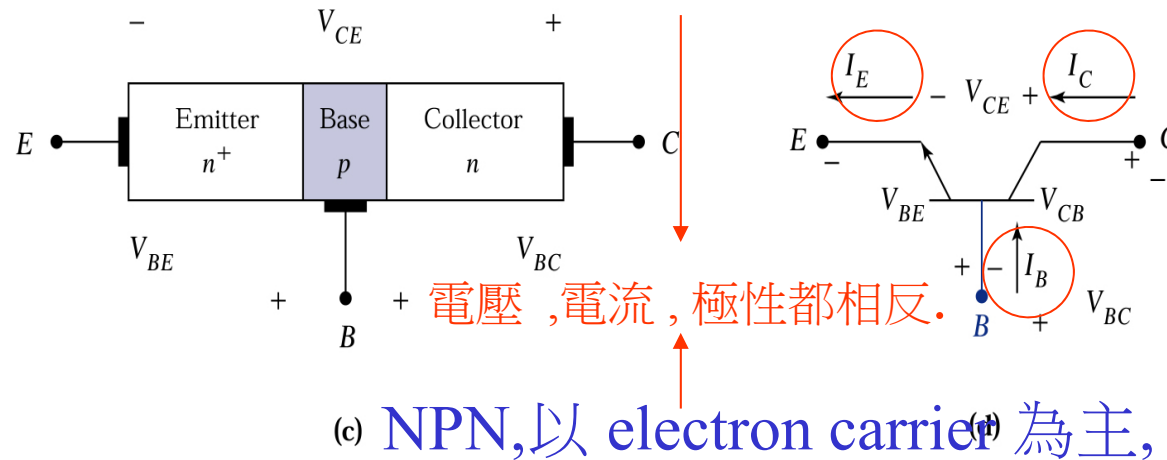 − V_CE +
Emitter Base Collector
n⁺ p n
E C
V_BE V_BC
+ +
B
I_E I_C
− V_CE +
E
− + −
V_BE V_CB
+ − I_B
V_BC
B +
電壓 ,電流 , 極性都相反.
(c) (d)
NPN,以 electron carrier 為主,